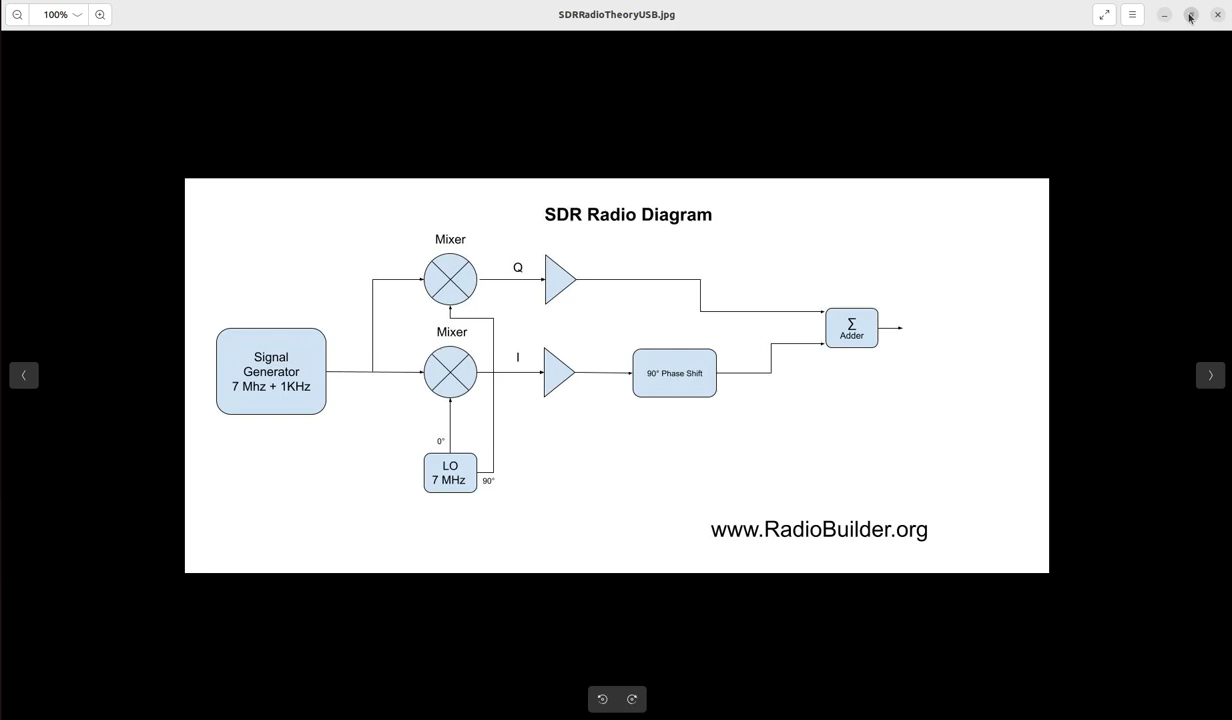 100%
SDRRadioTheoryUSB.jpg
SDR Radio Diagram
Mixer
Q
Mixer
Σ
Adder
Signal
Generator
7 Mhz + 1KHz
I
90° Phase Shift
0°
LO
7 MHz
90°
www.RadioBuilder.org